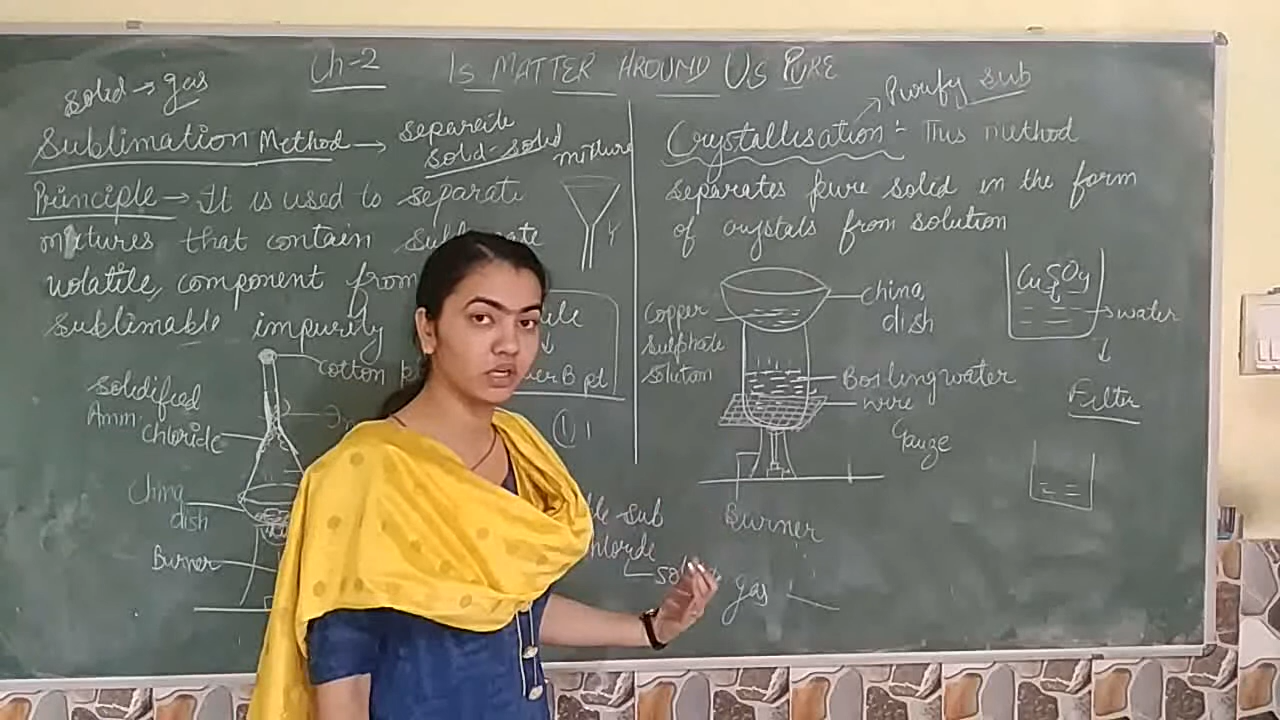 Ch-2 IS MATTER AROUND US PURE
solid → gas
Sublimation Method → separate
solid-solid
mixture
Principle → It is used to separate
mixtures that contain sublimate
volatile, component from
sublimable impurity
cotton
solidified
Amm
chloride
China
dish
Burner
B pt
sub
Purify sub
Crystallisation :- This method
separates pure solid in the form
of crystals from solution
Copper
Sulphate
Solution
China
dish
Boiling water
wire
Gauze
Burner
gas
CuSO4
water
Filter